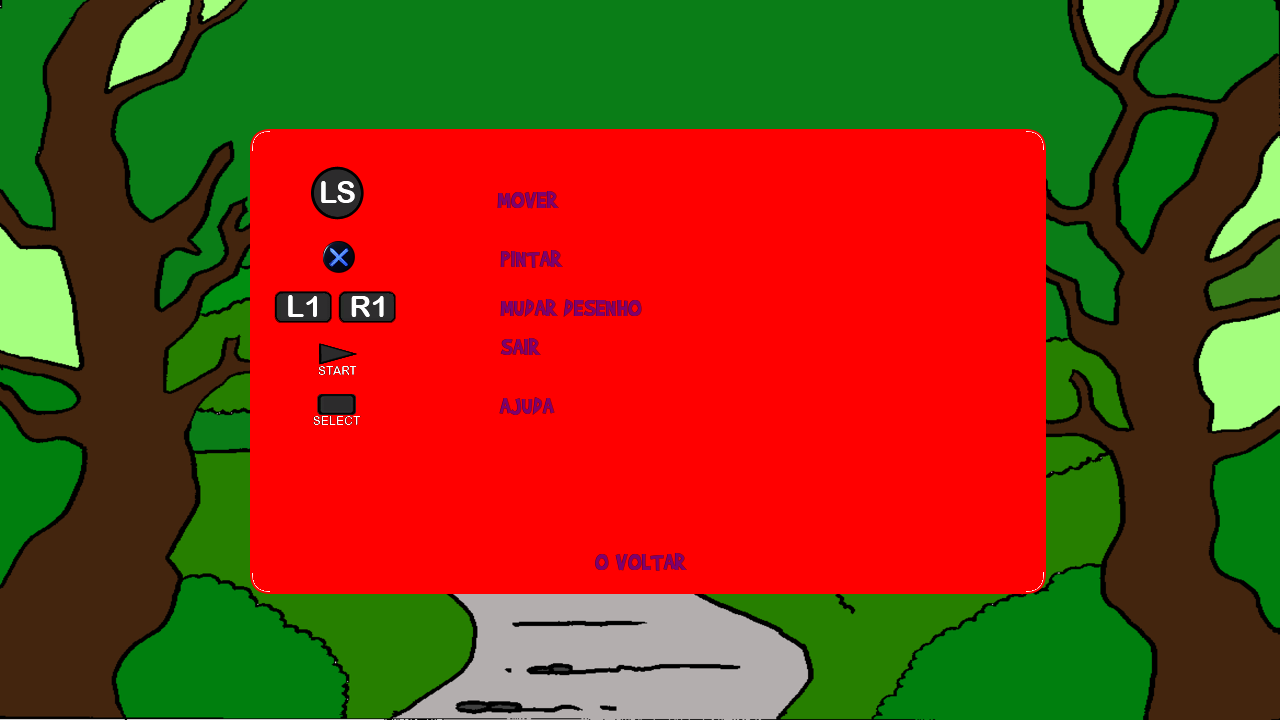 LS MOVER
PINTAR
L1 R1 MUDAR DESENHO
SAIR
START
AJUDA
SELECT
O VOLTAR